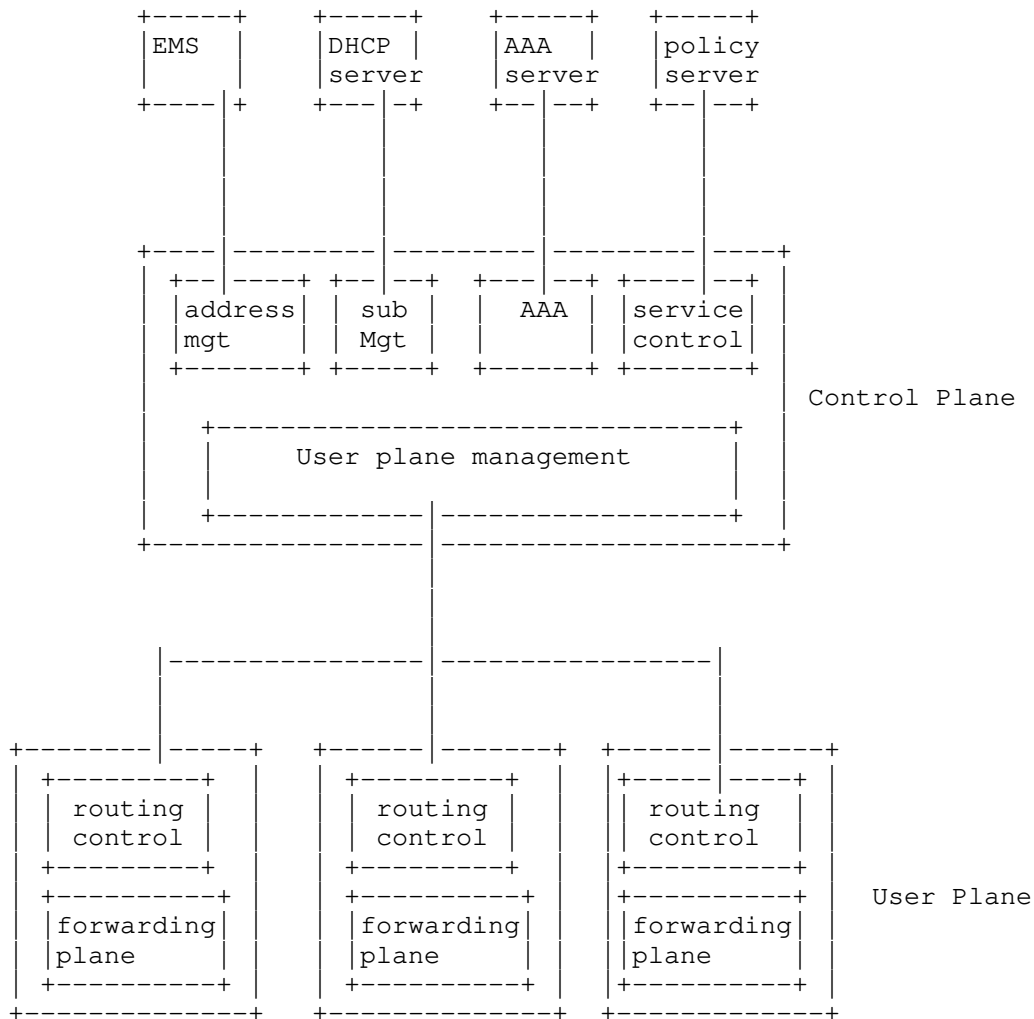 EMS DHCP AAA policy
server server server
address sub AAA service
mgt Mgt control
Control Plane
User plane management
routing routing routing
control control control
User Plane
forwarding forwarding forwarding
plane plane plane